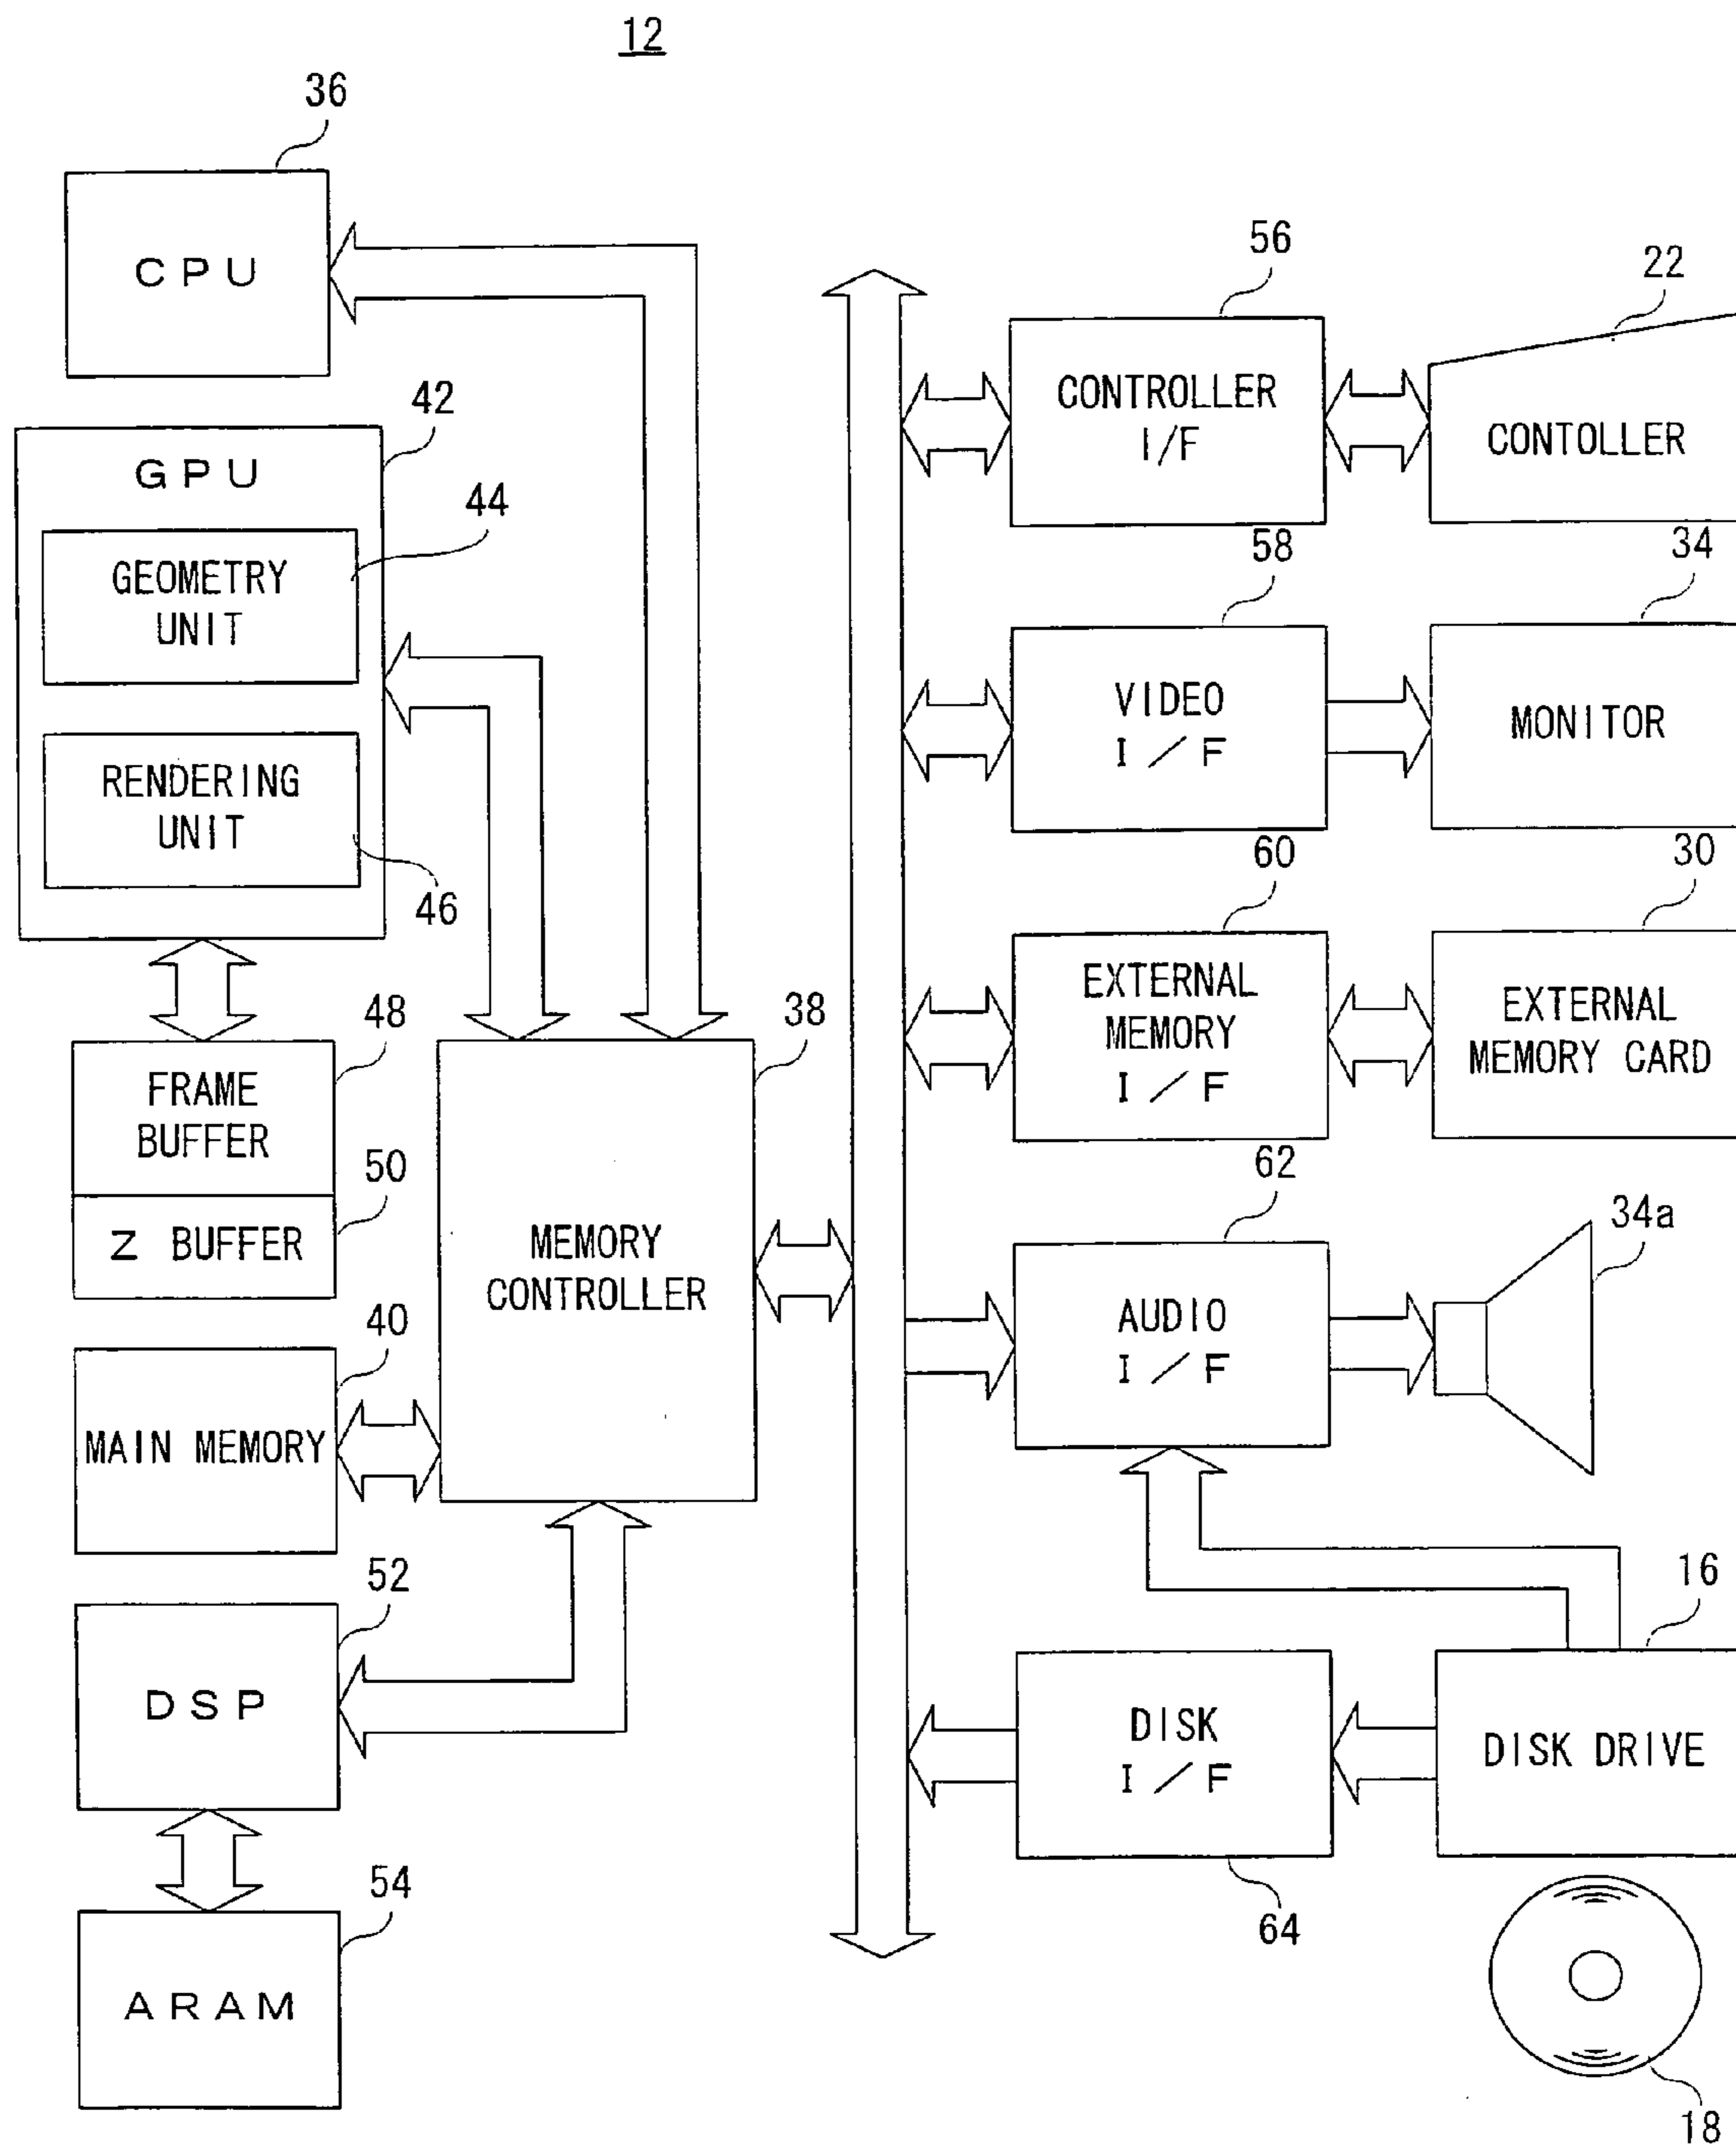 12
36
CPU
42
GPU
44
GEOMETRY
UNIT
RENDERING
UNIT
46
48
FRAME
BUFFER
50
Z BUFFER
40
MAIN MEMORY
52
DSP
54
ARAM
38
MEMORY
CONTROLLER
56
CONTROLLER
I/F
22
CONTOLLER
58
VIDEO
I/F
34
MONITOR
60
EXTERNAL
MEMORY
I/F
30
EXTERNAL
MEMORY CARD
62
AUDIO
I/F
34a
16
DISK
I/F
64
DISK DRIVE
18